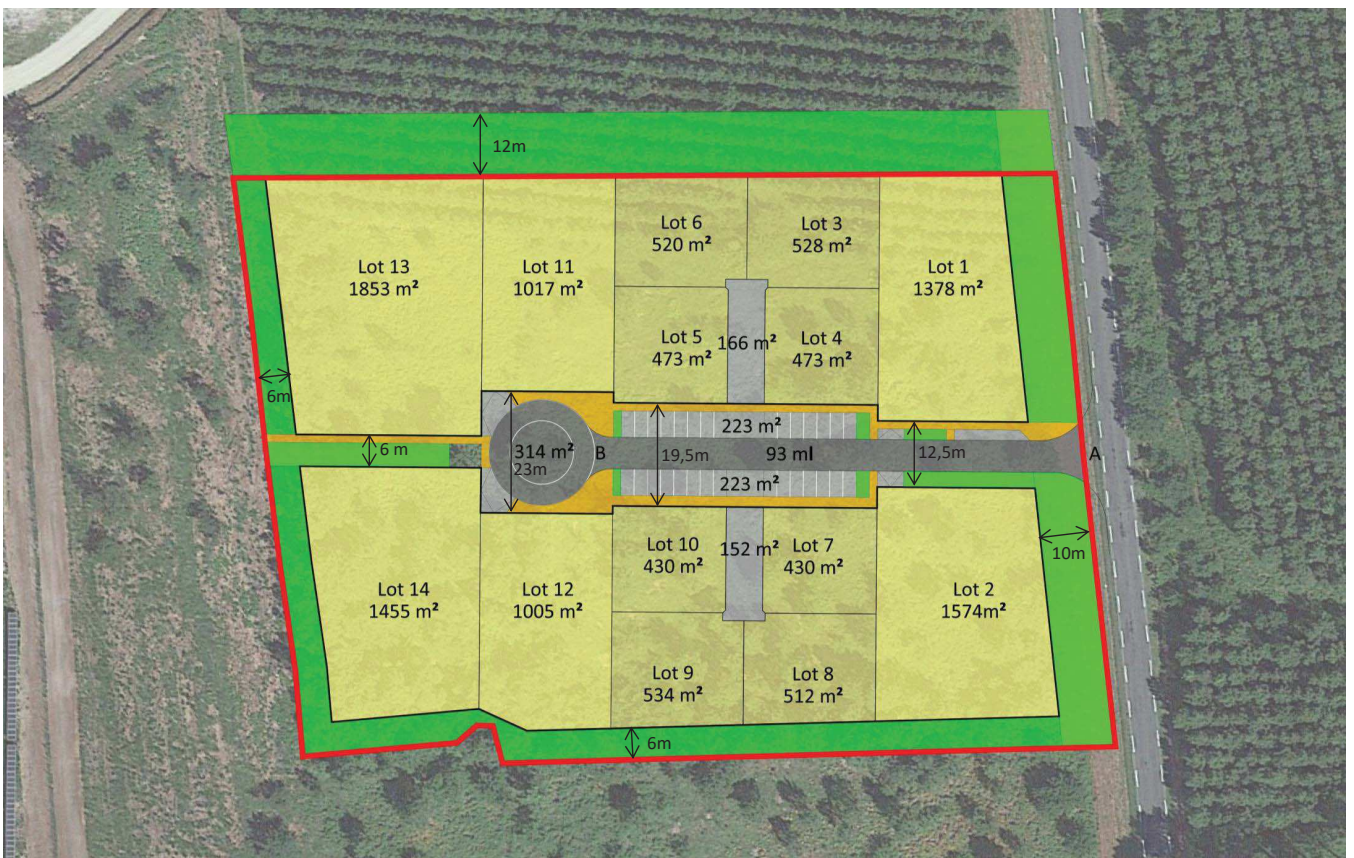 12m
Lot 6
520 m²
Lot 3
528 m²
Lot 13
1853 m²
Lot 11
1017 m²
Lot 1
1378 m²
Lot 5
473 m²
166 m²
Lot 4
473 m²
6m
6 m
314 m²
23m
B
223 m²
19,5m
93 ml
223 m²
12,5m
A
Lot 10
430 m²
152 m²
Lot 7
430 m²
10m
Lot 14
1455 m²
Lot 12
1005 m²
Lot 2
1574m²
Lot 9
534 m²
Lot 8
512 m²
6m